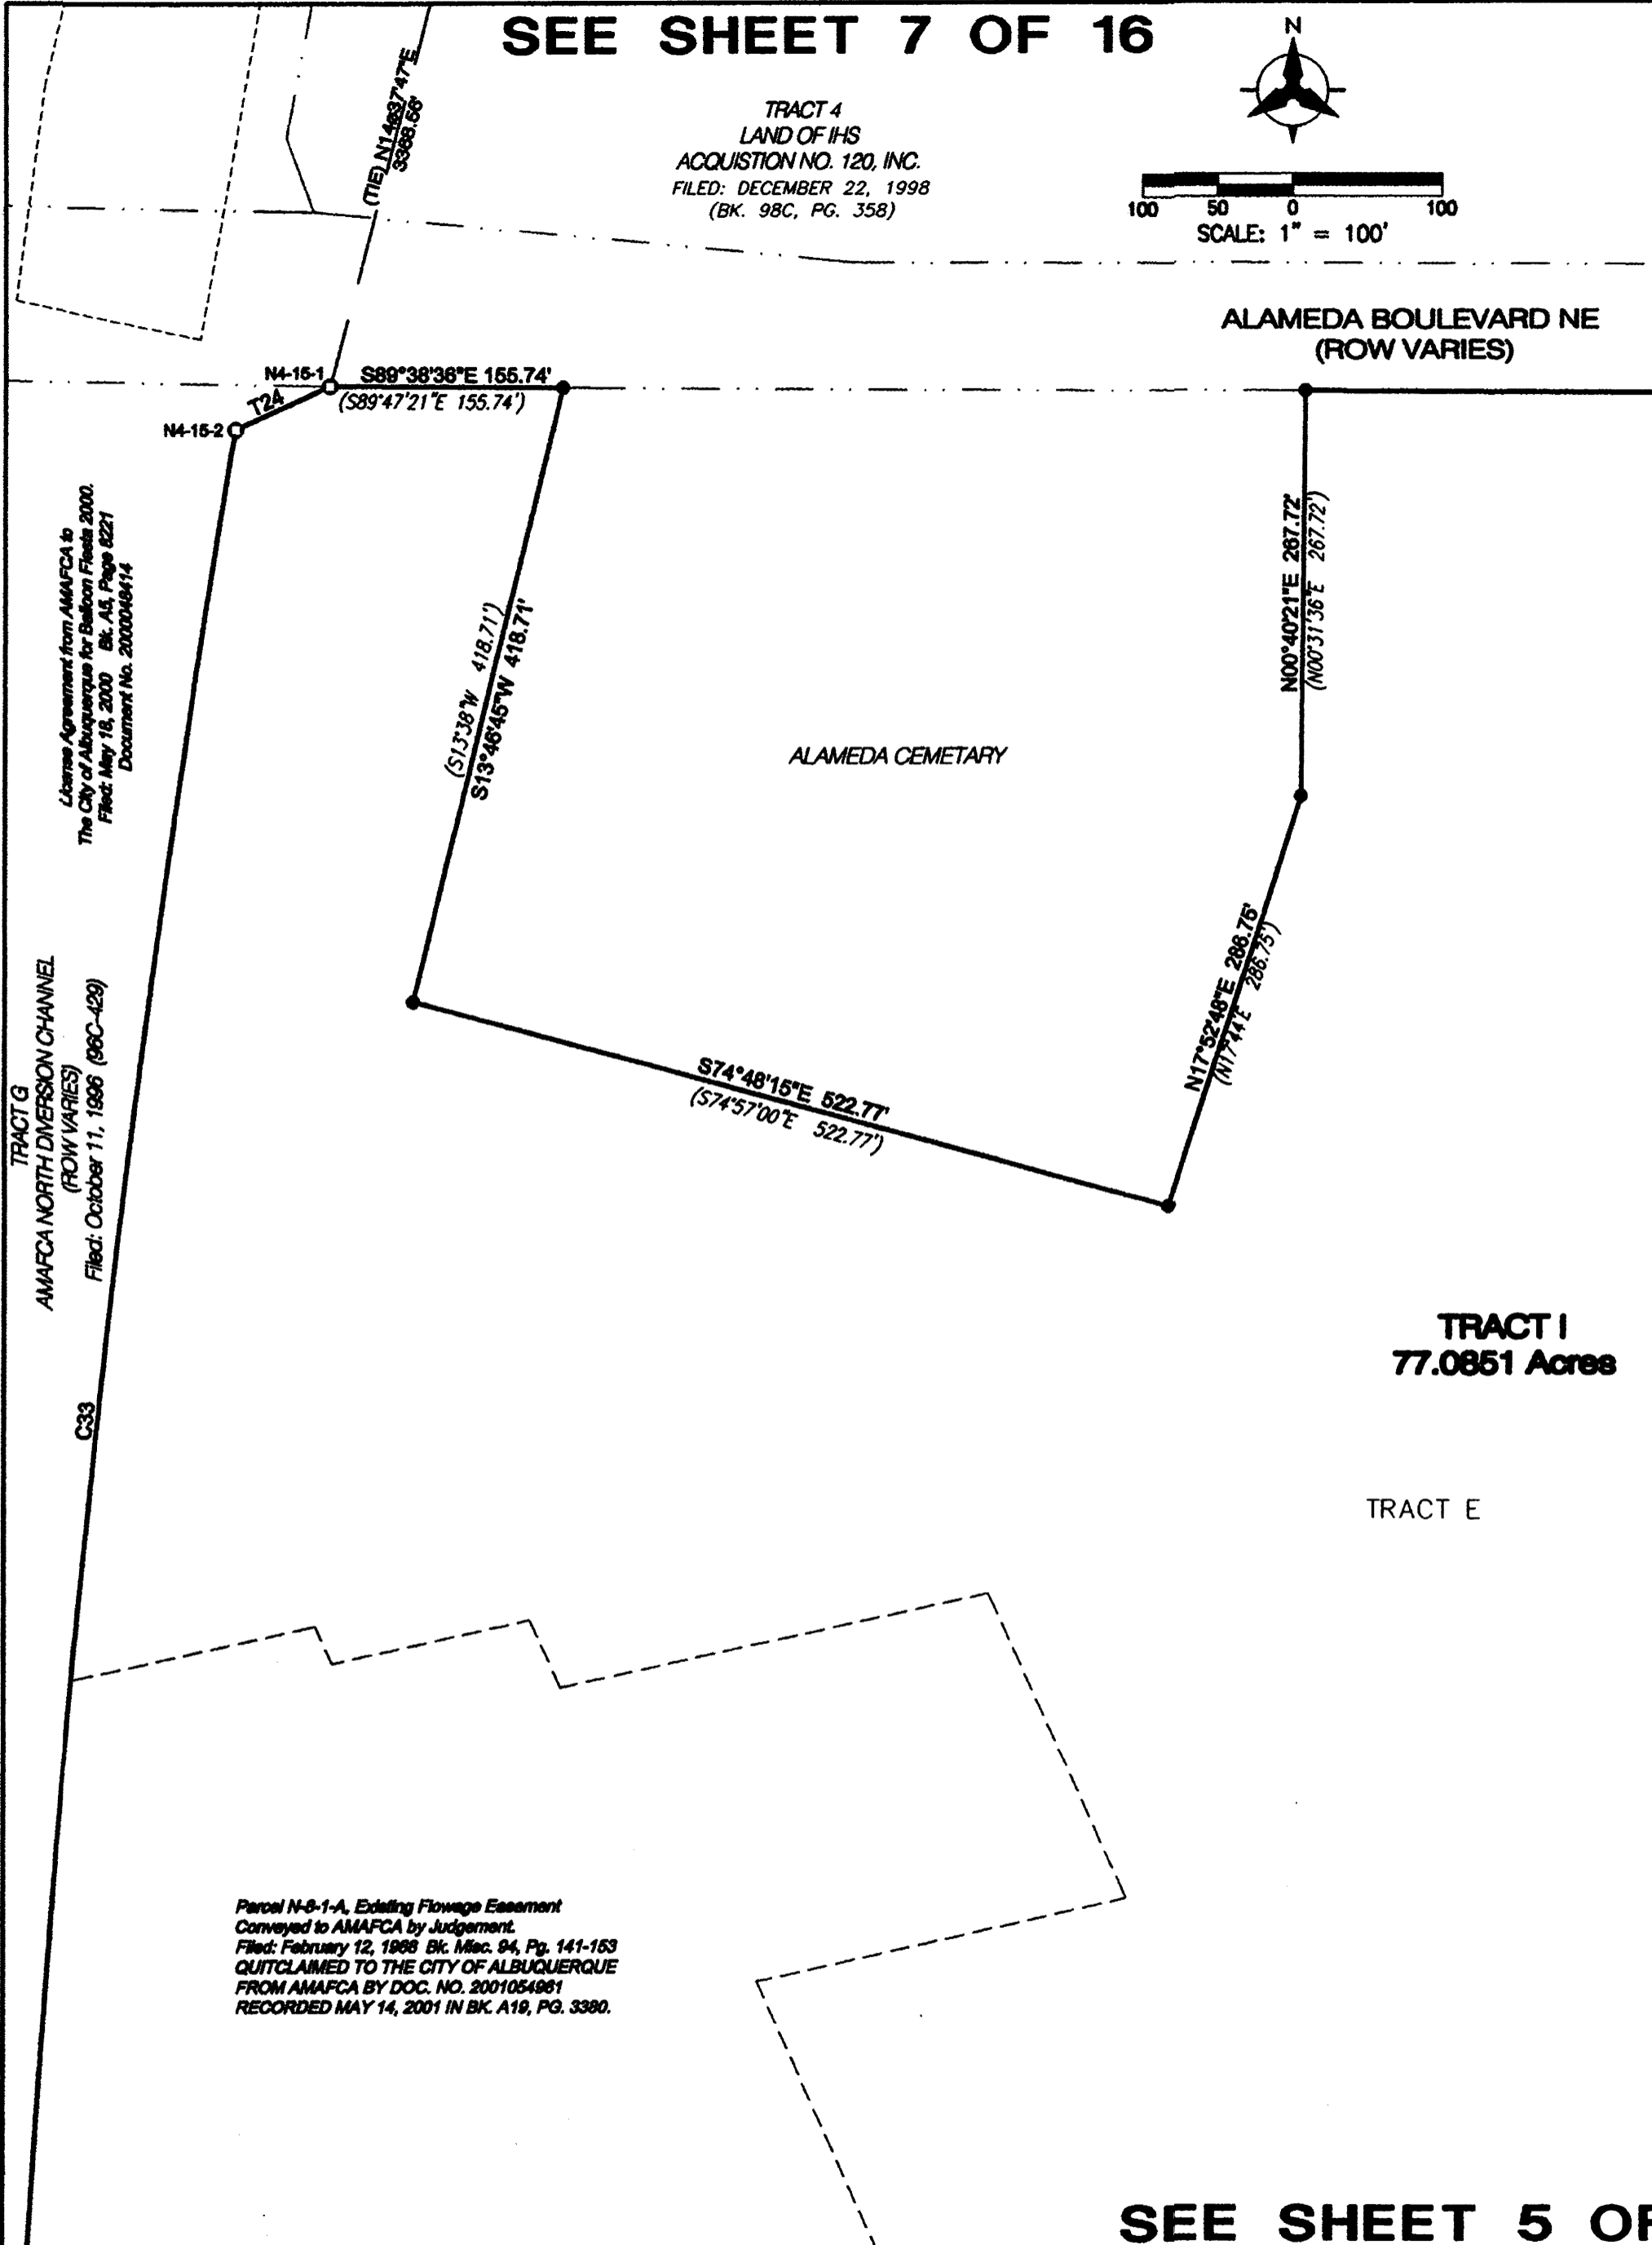 SEE SHEET 7 OF 16
N
(TIE) N14°37'47"E
3368.56'
TRACT 4
LAND OF IHS
ACQUISTION NO. 120, INC.
FILED: DECEMBER 22, 1998
(BK. 98C, PG. 358)
100 50 0 100
SCALE: 1" = 100'
ALAMEDA BOULEVARD NE
(ROW VARIES)
N4-15-1
S89°38'36"E 155.74'
(S89°47'21"E 155.74')
T24
N4-15-2
License Agreement from AMAFCA to
The City of Albuquerque for Balloon Fiesta 2000.
Filed: May 18, 2000 Bk. A5, Page 8221
Document No. 2000048414
(S13°38'W 418.71')
S13°46'45"W 418.71'
N00°40'21"E 267.72'
(N00°31'36"E 267.72')
ALAMEDA CEMETARY
N17°52'48"E 286.75'
(N17°44'E 286.75')
S74°48'15"E 522.77'
(S74°57'00"E 522.77')
TRACT G
AMAFCA NORTH DIVERSION CHANNEL
(ROW VARIES)
Filed: October 11, 1996 (96C-429)
TRACT I
77.0851 Acres
C33
TRACT E
Parcel N-8-1-A, Existing Flowage Easement
Conveyed to AMAFCA by Judgement.
Filed: February 12, 1968 Bk. Misc. 94, Pg. 141-153
QUITCLAIMED TO THE CITY OF ALBUQUERQUE
FROM AMAFCA BY DOC. NO. 2001054961
RECORDED MAY 14, 2001 IN BK. A19, PG. 3380.
SEE SHEET 5 OF